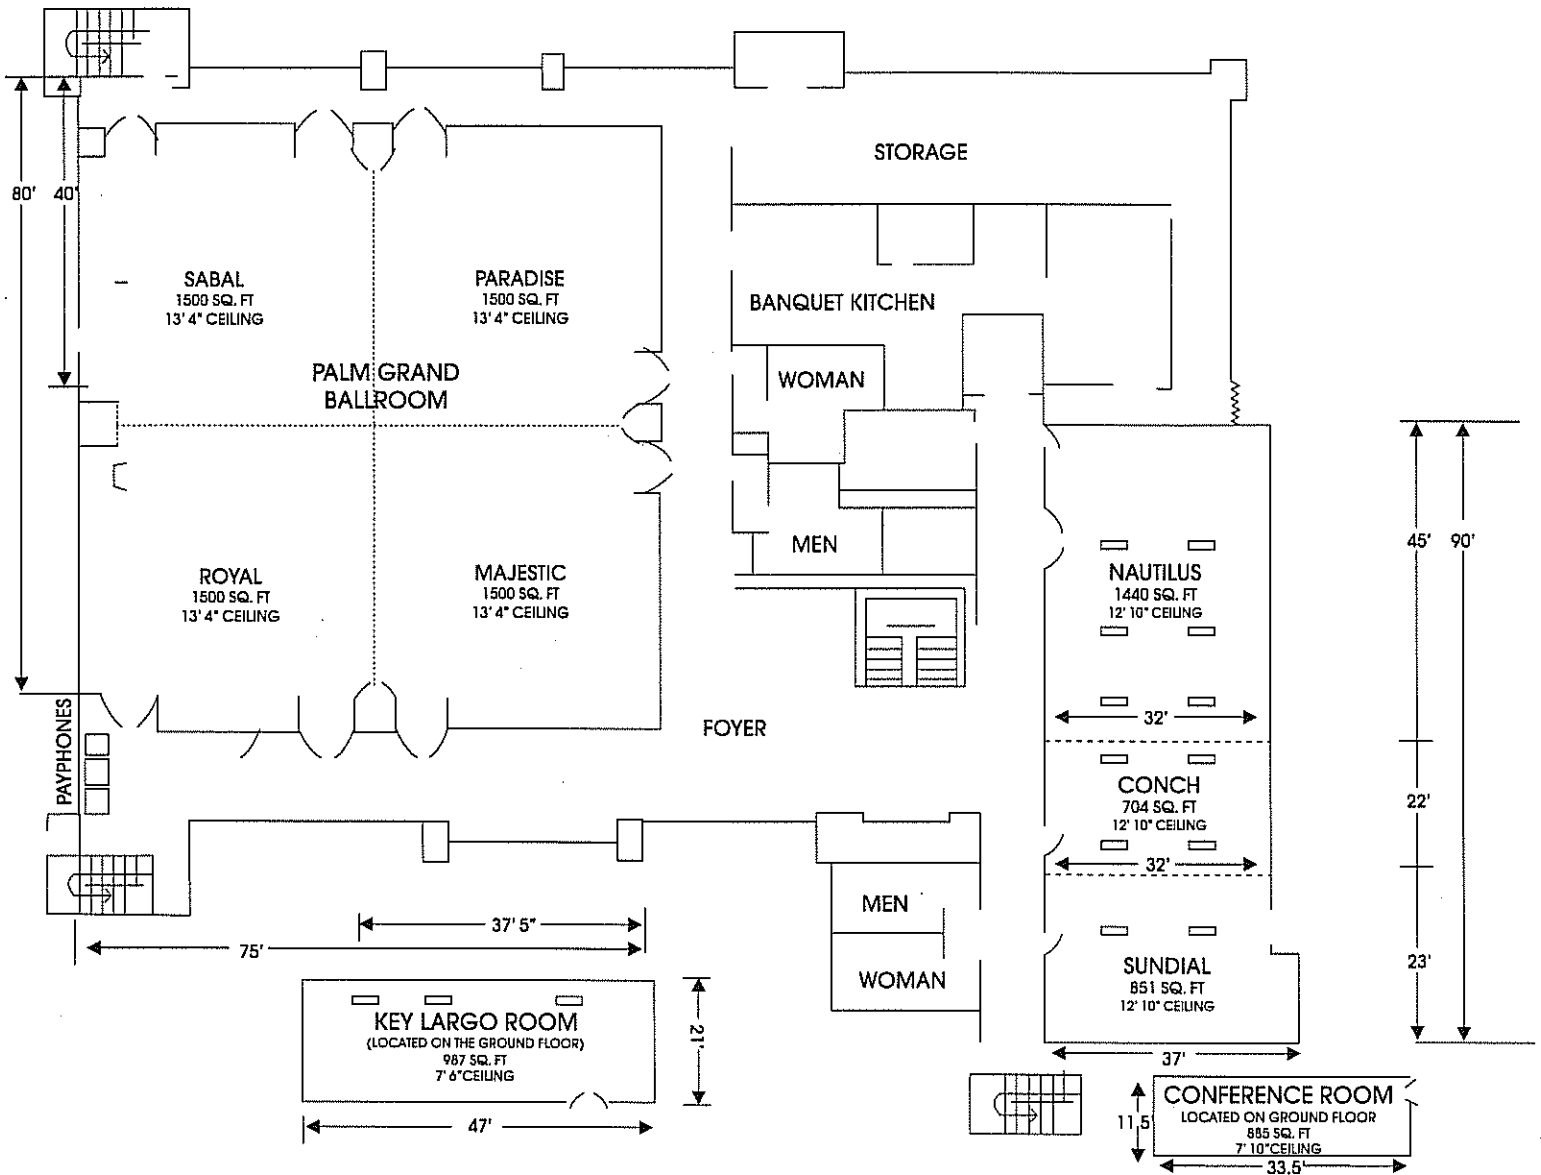 STORAGE
80'
40'
SABAL
1500 SQ. FT
13' 4" CEILING
PARADISE
1500 SQ. FT
13' 4" CEILING
BANQUET KITCHEN
PALM GRAND
BALLROOM
WOMAN
ROYAL
1500 SQ. FT
13' 4" CEILING
MAJESTIC
1500 SQ. FT
13' 4" CEILING
MEN
NAUTILUS
1440 SQ. FT
12' 10" CEILING
45'
90'
32'
PAYPHONES
FOYER
CONCH
704 SQ. FT
12' 10" CEILING
22'
32'
MEN
37' 5"
75'
WOMAN
SUNDIAL
851 SQ. FT
12' 10" CEILING
23'
37'
KEY LARGO ROOM
(LOCATED ON THE GROUND FLOOR)
987 SQ. FT
7' 6"CEILING
21'
47'
CONFERENCE ROOM
LOCATED ON GROUND FLOOR
885 SQ. FT
7' 10"CEILING
11,5'
33,5'